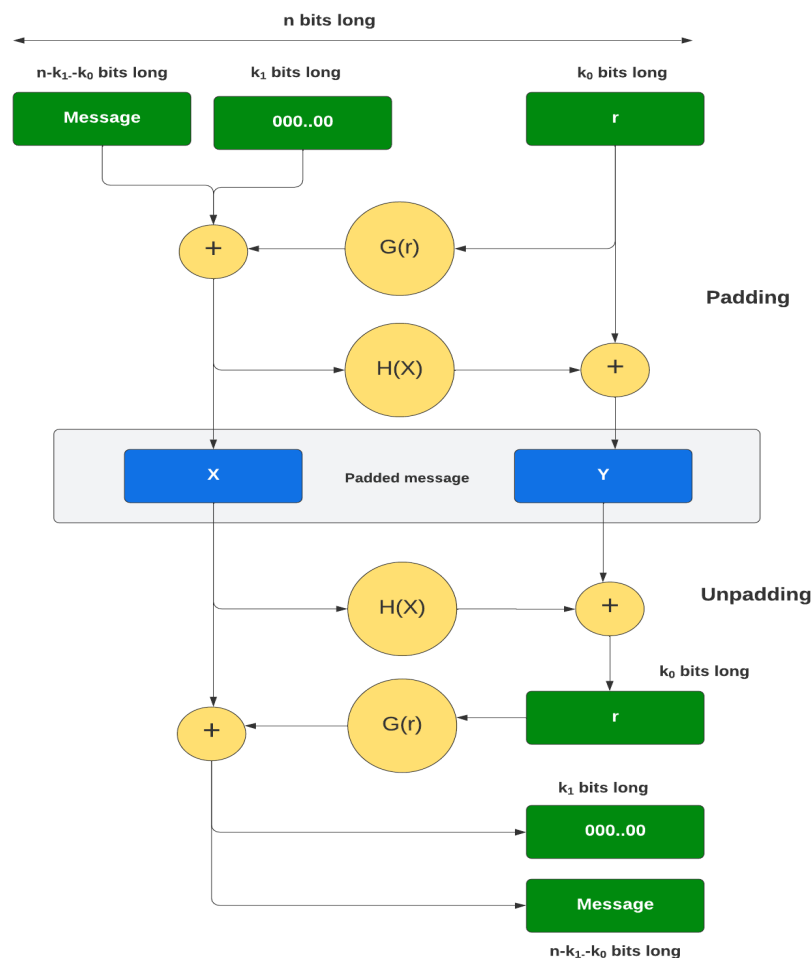 n bits long
n-k₁-k₀ bits long
k₁ bits long
k₀ bits long
Message
000..00
r
+
G(r)
Padding
H(X)
+
X
Padded message
Y
H(X)
+
Unpadding
k₀ bits long
+
G(r)
r
k₁ bits long
000..00
Message
n-k₁-k₀ bits long